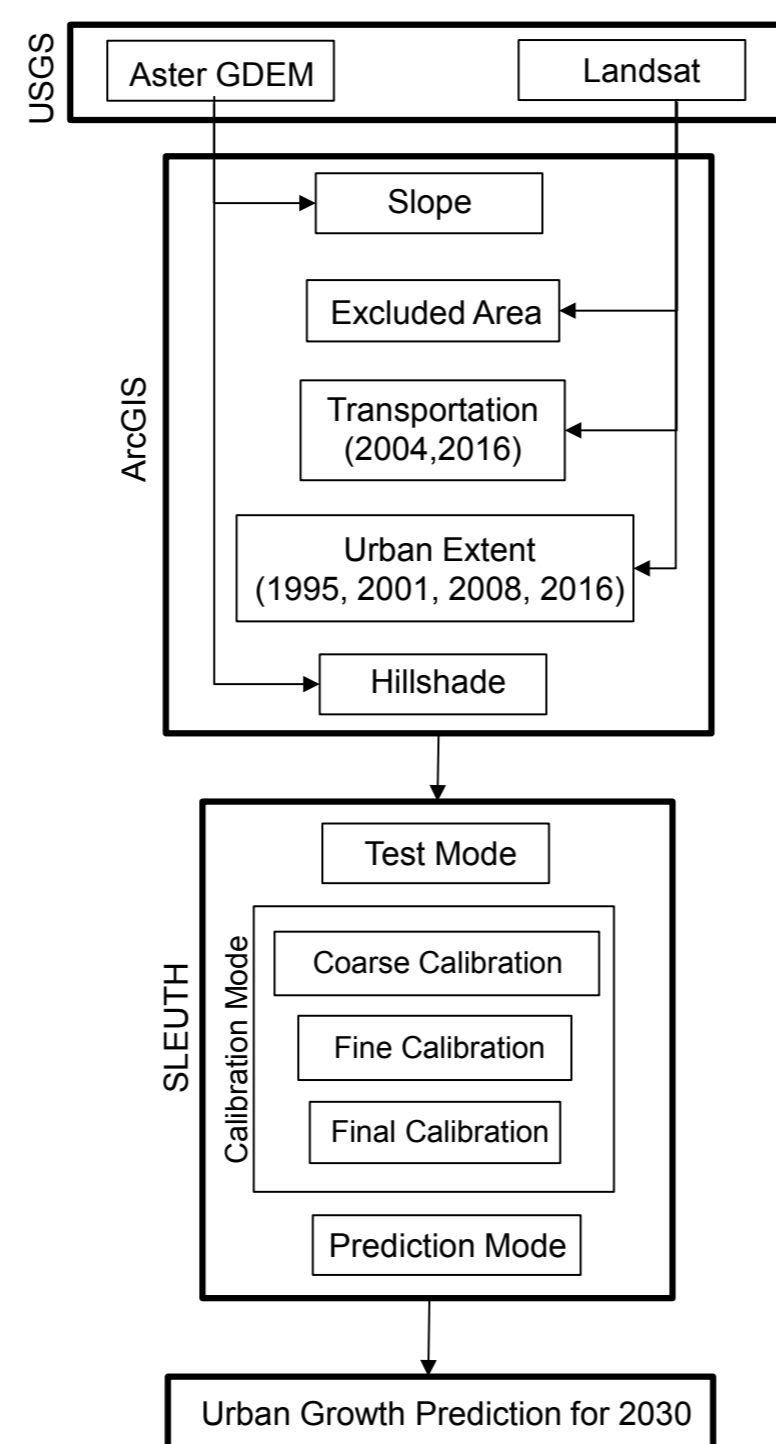 USGS
Aster GDEM
Landsat
ArcGIS
Slope
Excluded Area
Transportation
(2004,2016)
Urban Extent
(1995, 2001, 2008, 2016)
Hillshade
SLEUTH
Test Mode
Calibration Mode
Coarse Calibration
Fine Calibration
Final Calibration
Prediction Mode
Urban Growth Prediction for 2030